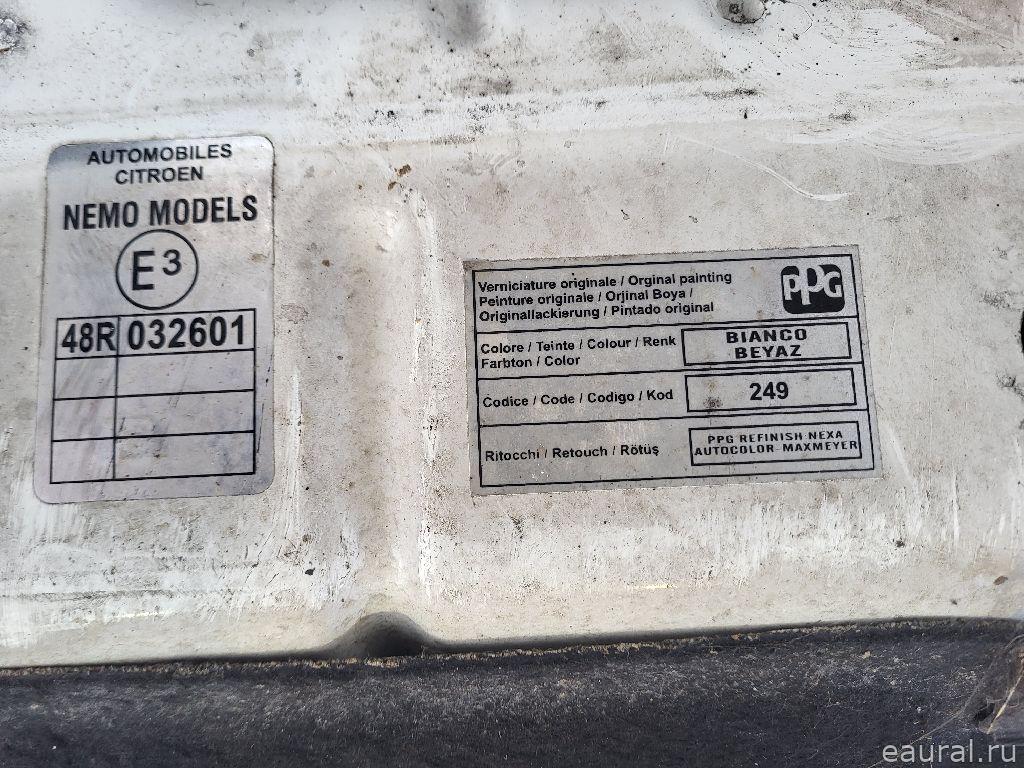 AUTOMOBILES
CITROEN
NEMO MODELS
E3
48R 032601
Verniciature originale / Orginal painting
Peinture originale / Orjinal Boya /
Originallackierung / Pintado original
PPG
Colore / Teinte / Colour / Renk
Farbton / Color
BIANCO
BEYAZ
Codice / Code / Codigo / Kod
249
Ritocchi / Retouch / Rötüş
PPG REFINISH NEXA
AUTOCOLOR-MAXMEYER
eaural.ru